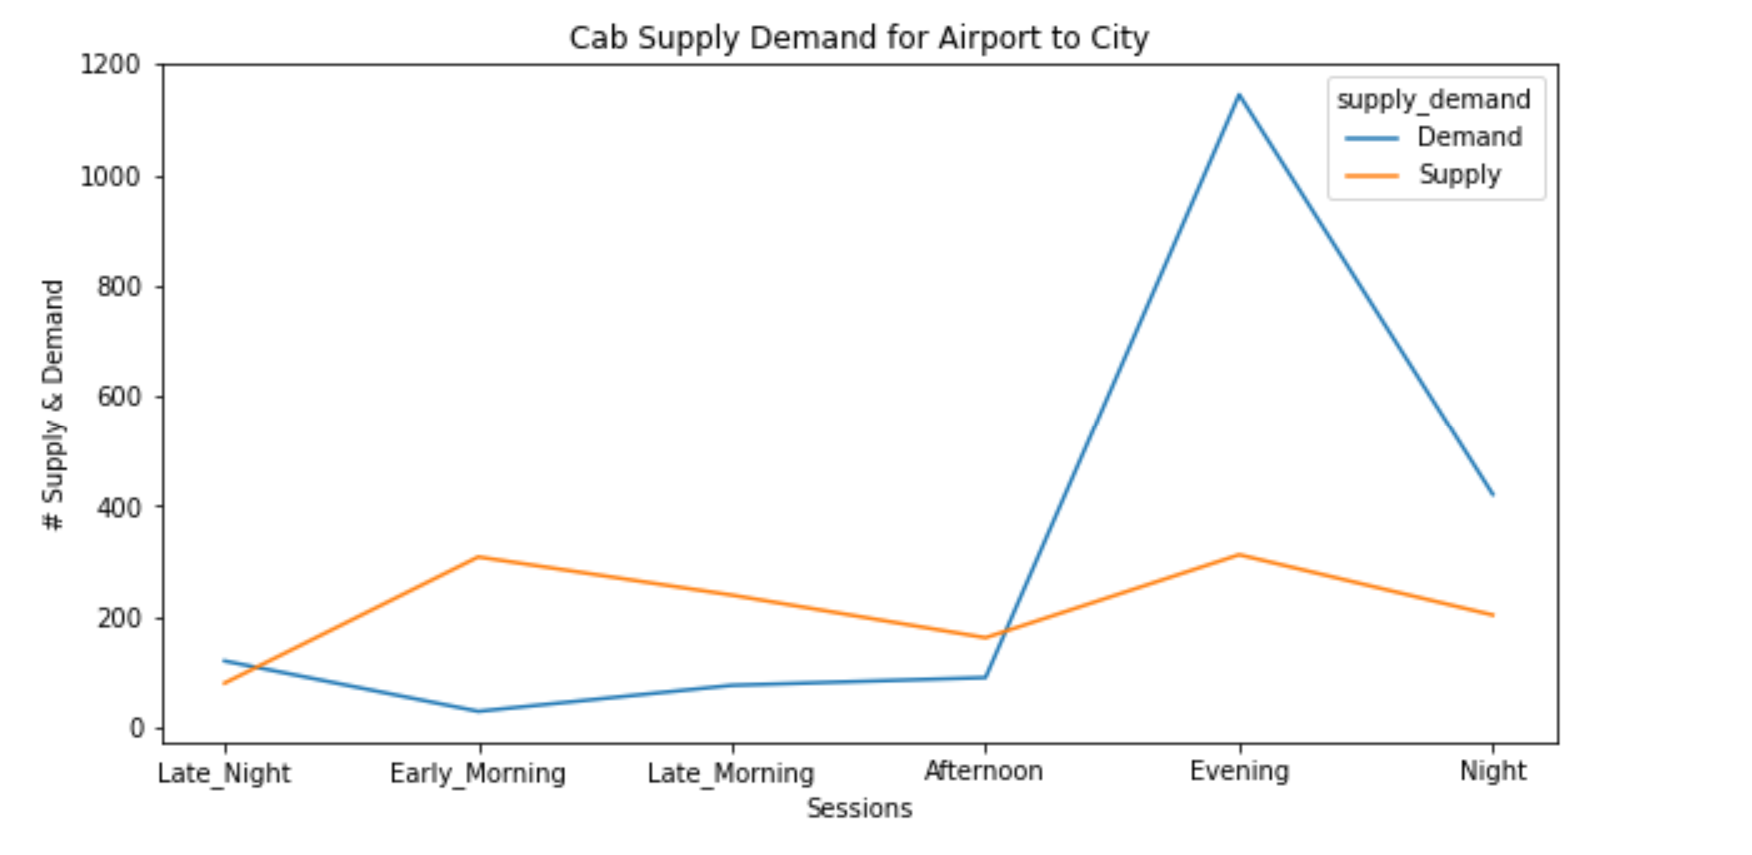 Cab Supply Demand for Airport to City
supply_demand
Demand
Supply
# Supply & Demand
1200
1000
800
600
400
200
0
Late_Night Early_Morning Late_Morning Afternoon Evening Night
Sessions